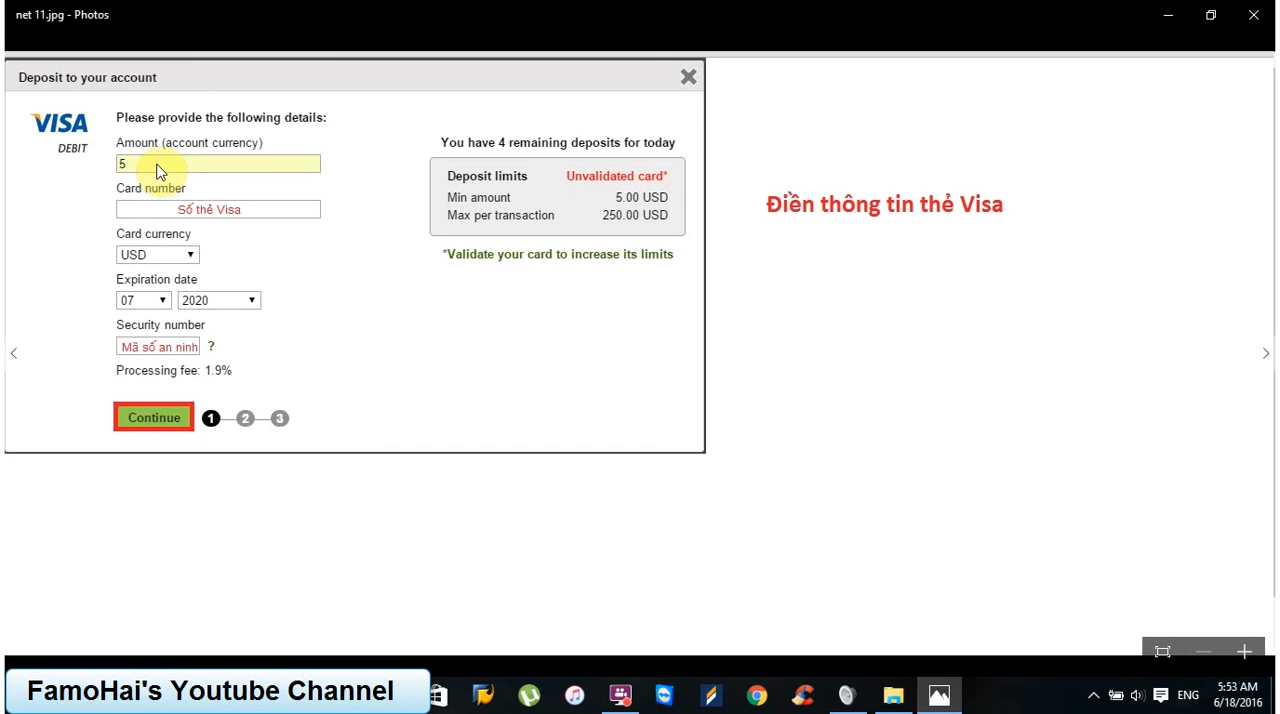 net 11.jpg - Photos
Deposit to your account
VISA
DEBIT
Please provide the following details:
Amount (account currency)
5
Card number
Số thẻ Visa
Card currency
USD
Expiration date
07 2020
Security number
Mã số an ninh ?
Processing fee: 1.9%
Continue 1 2 3
You have 4 remaining deposits for today
Deposit limits Unvalidated card*
Min amount 5.00 USD
Max per transaction 250.00 USD
*Validate your card to increase its limits
Điền thông tin thẻ Visa
FamoHai's Youtube Channel
ENG
5:53 AM
6/18/2016